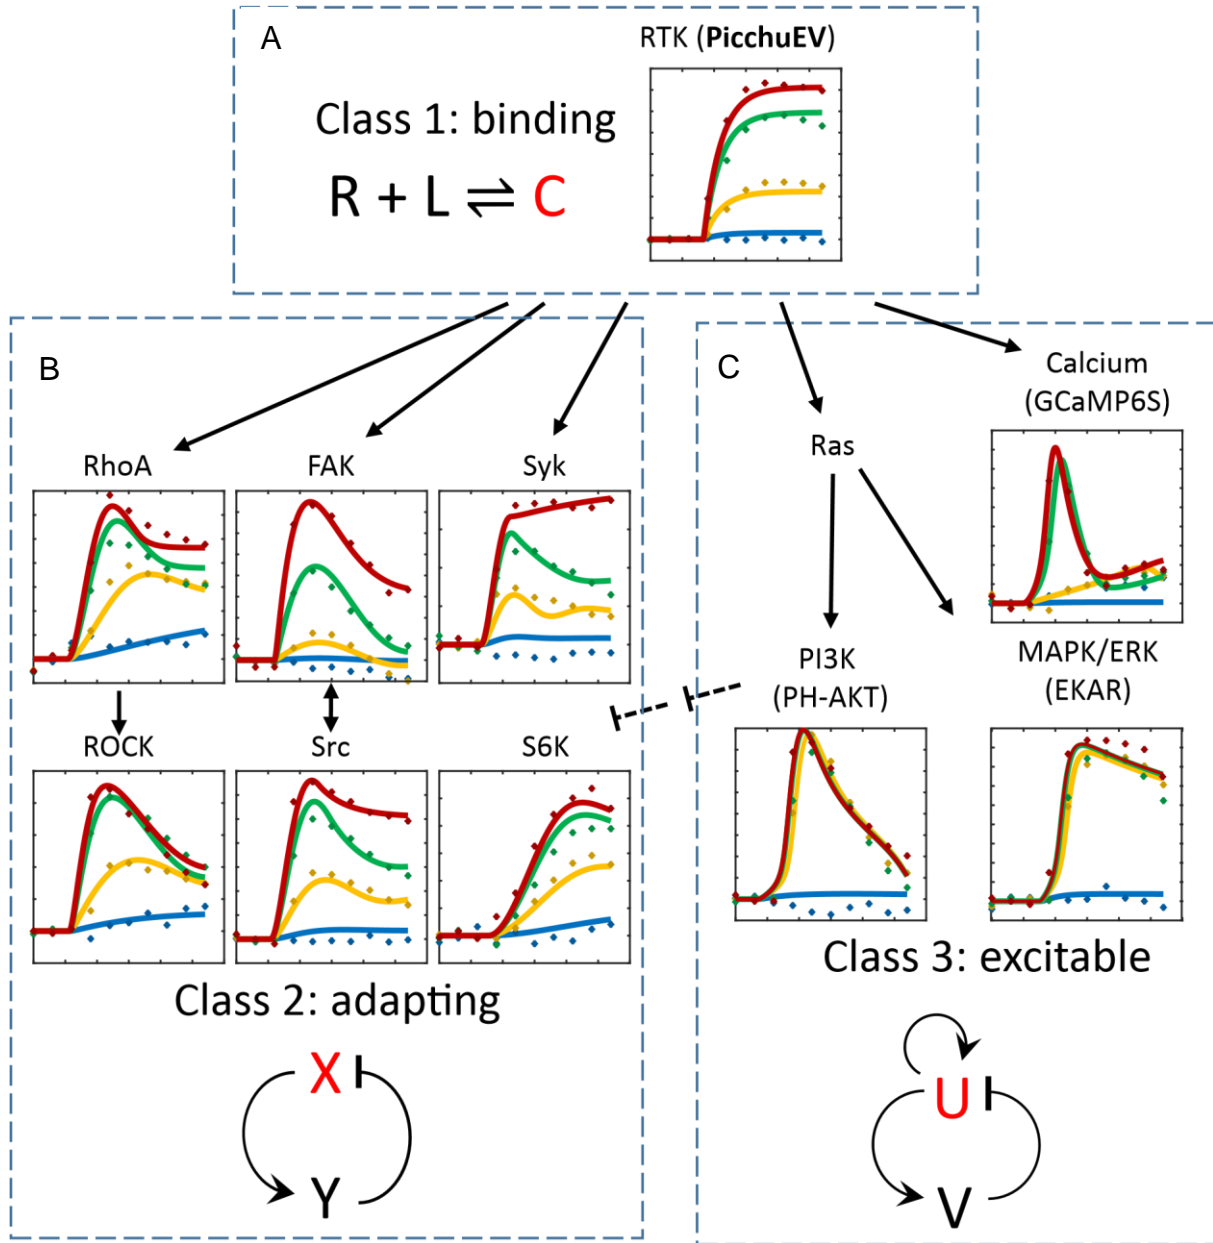 A
RTK (PicchuEV)
Class 1: binding
R + L ⇌ C
B
C
Calcium
(GCaMP6S)
Ras
RhoA
FAK
Syk
PI3K
(PH-AKT)
MAPK/ERK
(EKAR)
ROCK
Src
S6K
Class 2: adapting
X
Y
Class 3: excitable
U
V